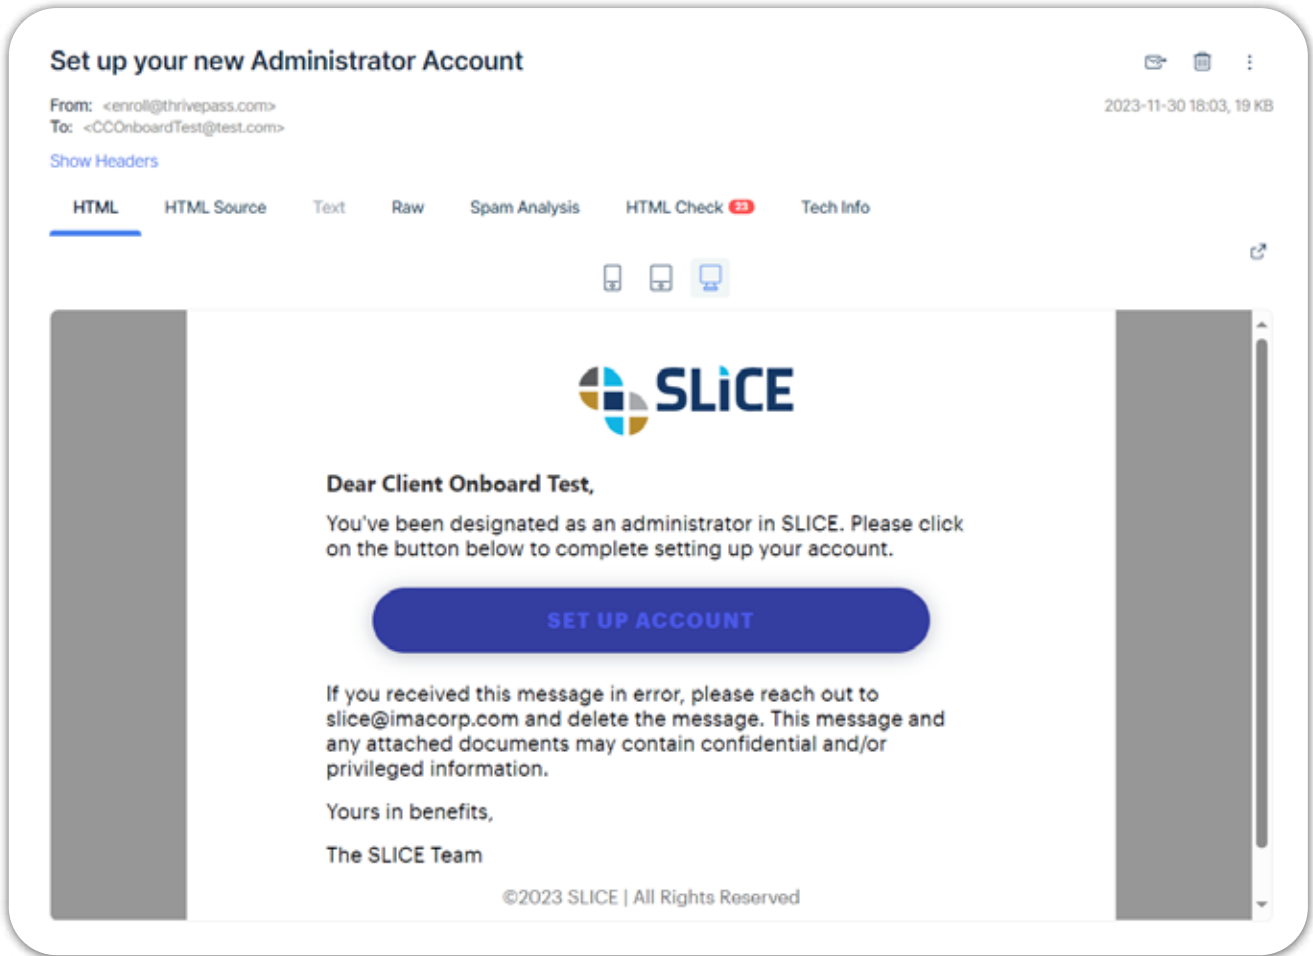 Set up your new Administrator Account
From: <enroll@thrivepass.com>
2023-11-30 18:03, 19 KB
To: <CCOnboardTest@test.com>
Show Headers
HTML HTML Source Text Raw Spam Analysis HTML Check 23 Tech Info
SLiCE
Dear Client Onboard Test,
You've been designated as an administrator in SLICE. Please click
on the button below to complete setting up your account.
SET UP ACCOUNT
If you received this message in error, please reach out to
slice@imacorp.com and delete the message. This message and
any attached documents may contain confidential and/or
privileged information.
Yours in benefits,
The SLICE Team
©2023 SLICE | All Rights Reserved